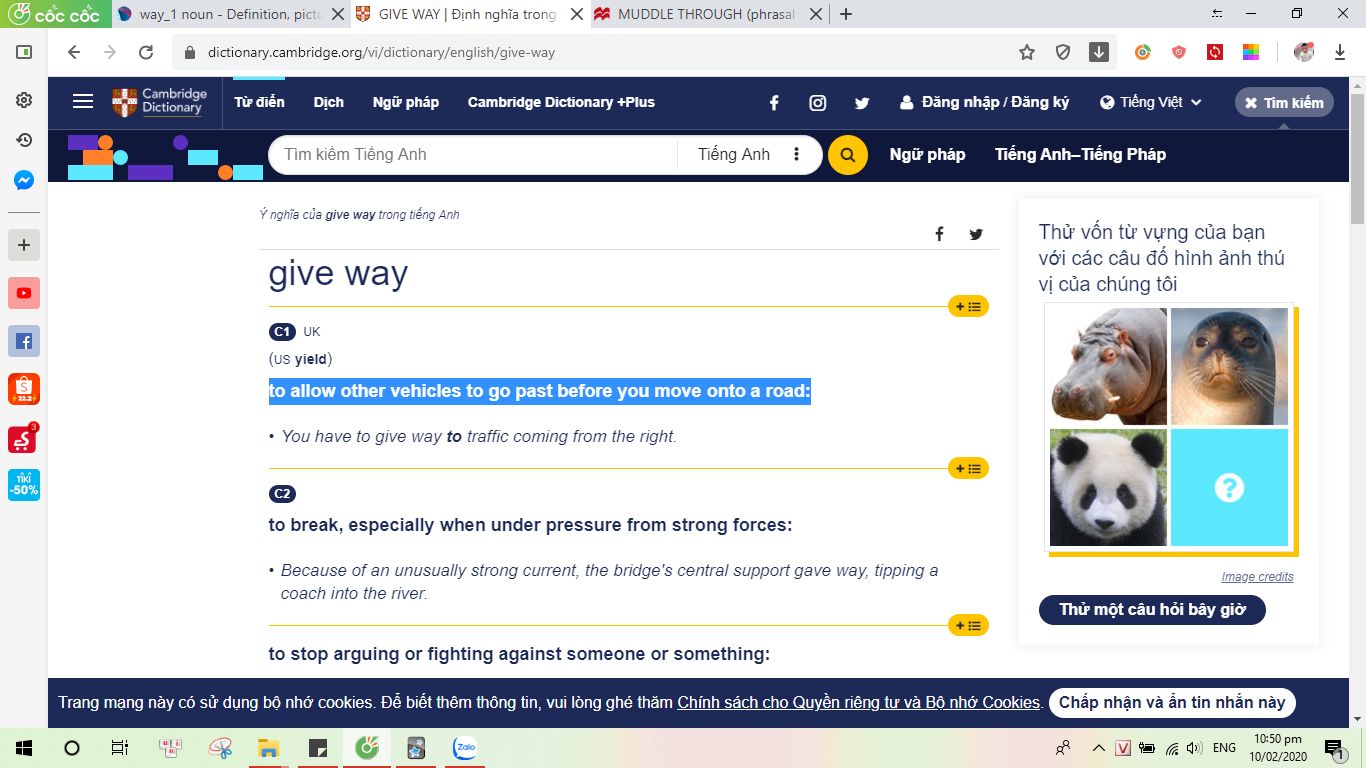 cốc cốc
way_1 noun - Definition, pictu
GIVE WAY | Định nghĩa trong
MUDDLE THROUGH (phrasal
dictionary.cambridge.org/vi/dictionary/english/give-way
Cambridge
Dictionary
Từ điển
Dịch
Ngữ pháp
Cambridge Dictionary +Plus
Đăng nhập / Đăng ký
Tiếng Việt
Tìm kiếm
Tìm kiếm Tiếng Anh
Tiếng Anh
Ngữ pháp
Tiếng Anh–Tiếng Pháp
Ý nghĩa của give way trong tiếng Anh
give way
C1 UK
(US yield)
to allow other vehicles to go past before you move onto a road:
• You have to give way to traffic coming from the right.
C2
to break, especially when under pressure from strong forces:
• Because of an unusually strong current, the bridge's central support gave way, tipping a
coach into the river.
to stop arguing or fighting against someone or something:
Thử vốn từ vựng của bạn
với các câu đố hình ảnh thú
vị của chúng tôi
?
Image credits
Thử một câu hỏi bây giờ
22.2
3
TIKI
-50%
Trang mạng này có sử dụng bộ nhớ cookies. Để biết thêm thông tin, vui lòng ghé thăm Chính sách cho Quyền riêng tư và Bộ nhớ Cookies.
Chấp nhận và ẩn tin nhắn này
Zalo
V
ENG
10:50 pm
10/02/2020
1